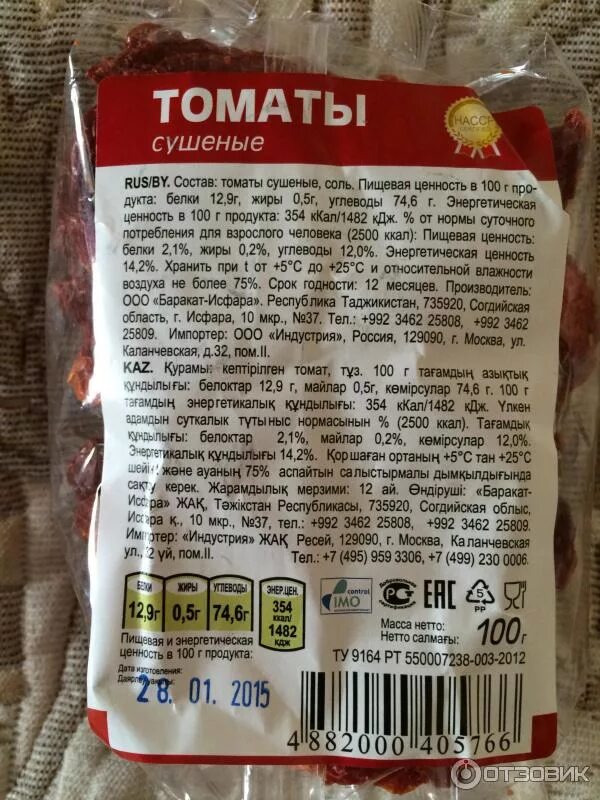 ТОМАТЫ
сушеные
HACCP
RUS/BY. Состав: томаты сушеные, соль. Пищевая ценность в 100 г про-
дукта: белки 12,9г, жиры 0,5г, углеводы 74,6 г. Энергетическая
ценность в 100 г продукта: 354 кКал/1482 кДж. % от нормы суточного
потребления для взрослого человека (2500 ккал): Пищевая ценность:
белки 2,1%, жиры 0,2%, углеводы 12,0%. Энергетическая ценность
14,2%. Хранить при t от +5°С до +25°С и относительной влажности
воздуха не более 75%. Срок годности: 12 месяцев. Производитель:
ООО «Баракат-Исфара». Республика Таджикистан, 735920, Согдийская
область, г. Исфара, 10 мкр., №37. Тел.: +992 3462 25808, +992 3462
25809. Импортер: ООО «Индустрия», Россия, 129090, г. Москва, ул.
Каланчевская, д.32, пом.II.
KAZ. Құрамы: кептірілген томат, тұз. 100 г тағамдың азықтық
құндылығы: белоктар 12,9 г, майлар 0,5г, көмірсулар 74,6 г. 100 г
тағамдың энергетикалық құндылығы: 354 кКал/1482 кДж. Үлкен
адамдын суткалық тұтыныс нормасынын % (2500 ккал): Тағамдық
құндылығы: белоктар 2,1%, майлар 0,2%, көмірсулар 12,0%.
Энергикалық құндылығы 14,2%. Қоршаған ортаның +5°С тан +25°С
шейін және ауаның 75% аспайтын салыстырмалы дымқылдығында
сақту керек. Жарамдылық мерзими: 12 ай. Өндіруші: «Баракат-
Исфара» ЖАҚ, Тәжікстан Республикасы, 735920, Согдийская облыс,
Исфара қ., 10 мкр., №37, тел.: +992 3462 25808, +992 3462 25809.
Импортер: «Индустрия» ЖАҚ Ресей, 129090, г. Москва, Каланчевская
ул., 32 үй, пом.II. Тел.: +7 (495) 959 3306, +7 (499) 230 0006.
БЕЛКИ ЖИРЫ УГЛЕВОДЫ ЭНЕР.ЦЕН.
12,9г 0,5г 74,6г 354 ккал/ 1482 кдж
control
IMO
Добровольная
сертификация
РСТ
ЕАС
5
PP
Пищевая и энергетическая
ценность в 100 г продукта:
Масса нетто:
Нетто салмағы: 100г
ТУ 9164 РТ 550007238-003-2012
Дата изготовления:
28. 01. 2015
4 882000 405766
ОТЗОВИК